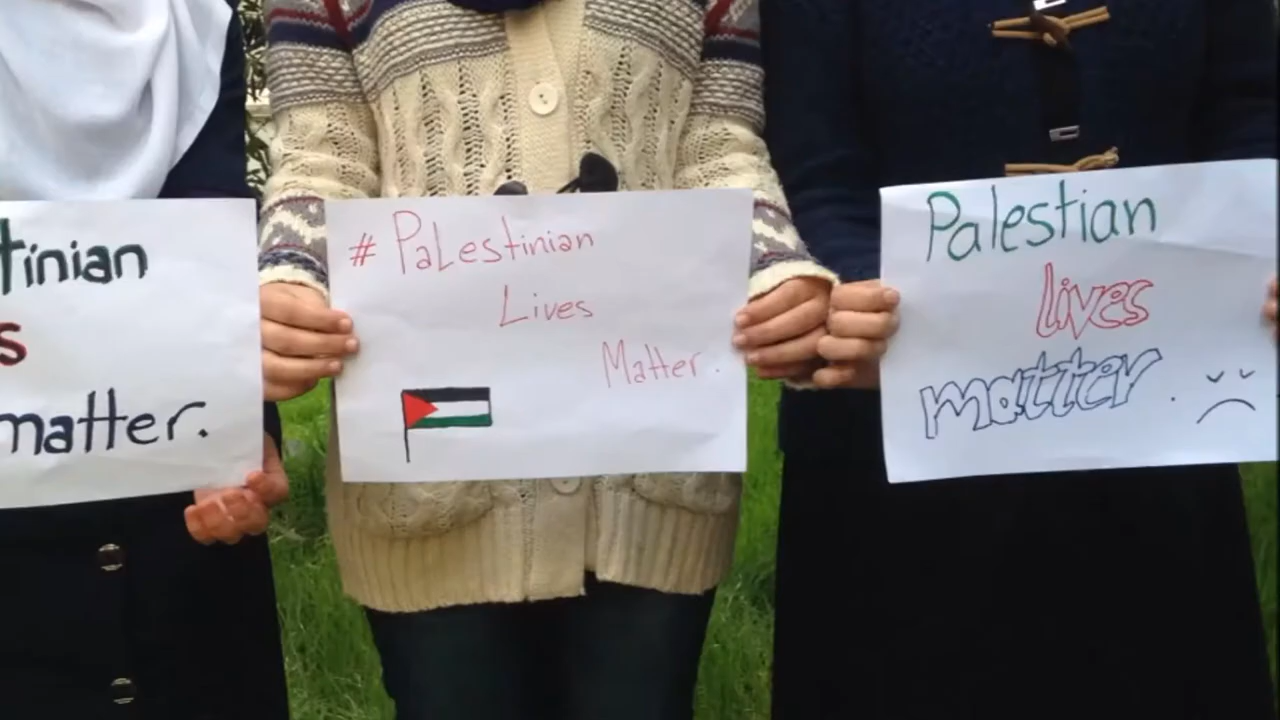 tinian
s
matter.
# PaLestinian
Lives
Matter.
Palestian
lives
matter.